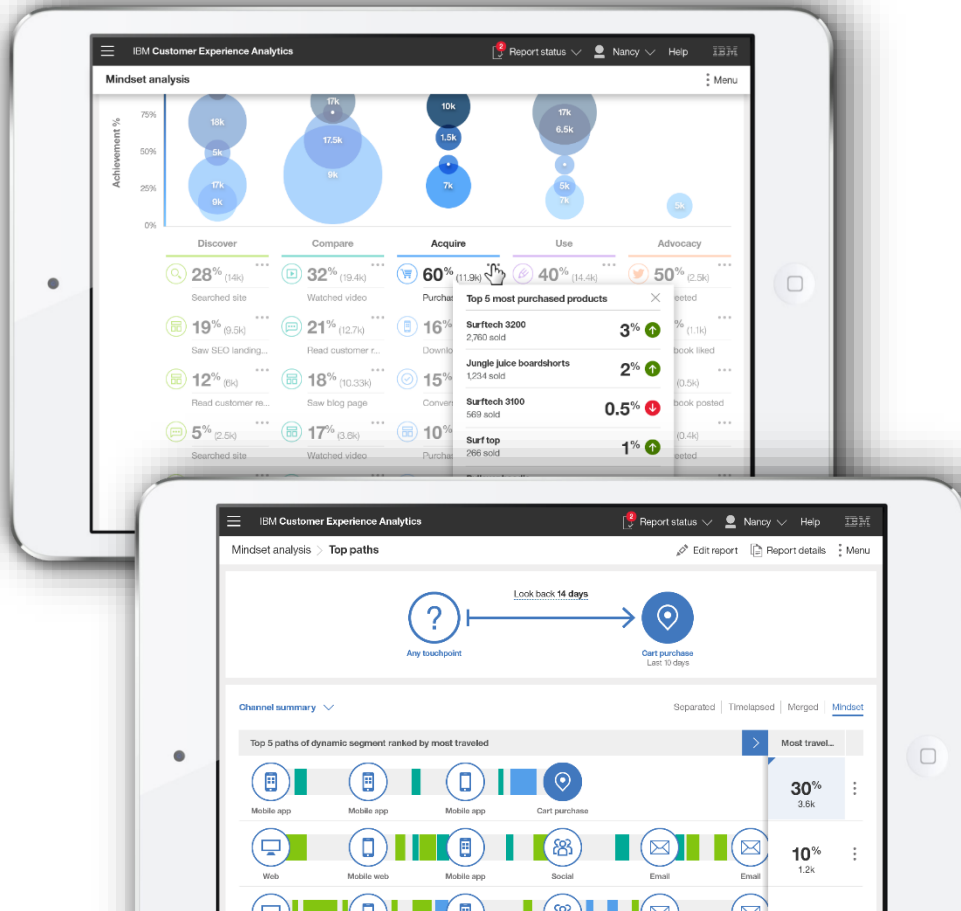 IBM Customer Experience Analytics
2
Report status
Nancy
Help
IBM
Mindset analysis
Menu
Achievement %
75%
50%
25%
0%
18k
5k
17k
9k
17k
17.5k
9k
10k
1.5k
7k
17k
6.5k
5k
7k
5k
Discover
Compare
Acquire
Use
Advocacy
28% (14k)
32% (19.4k)
60% (11.9k)
40% (14.4k)
50% (2.5k)
Searched site
Watched video
Purchas
eeted
19% (9.5k)
21% (12.7k)
16%
% (1.1k)
Saw SEO landing...
Read customer r...
Downlo
book liked
12% (6k)
18% (10.33k)
15%
(0.5k)
Read customer re...
Saw blog page
Conver
book posted
5% (2.5k)
17% (3.8k)
10%
(0.4k)
Searched site
Watched video
Purchas
eeted
Top 5 most purchased products
Surftech 3200
2,760 sold
3%
Jungle juice boardshorts
1,234 sold
2%
Surftech 3100
569 sold
0.5%
Surf top
266 sold
1%
IBM Customer Experience Analytics
2
Report status
Nancy
Help
IBM
Mindset analysis > Top paths
Edit report
Report details
Menu
Look back 14 days
?
Any touchpoint
Cart purchase
Last 10 days
Channel summary
Separated | Timelapsed | Merged | Mindset
Top 5 paths of dynamic segment ranked by most traveled
>
Most travel...
Mobile app
Mobile app
Mobile app
Cart purchase
30%
3.6k
Web
Mobile web
Mobile app
Social
Email
Email
10%
1.2k